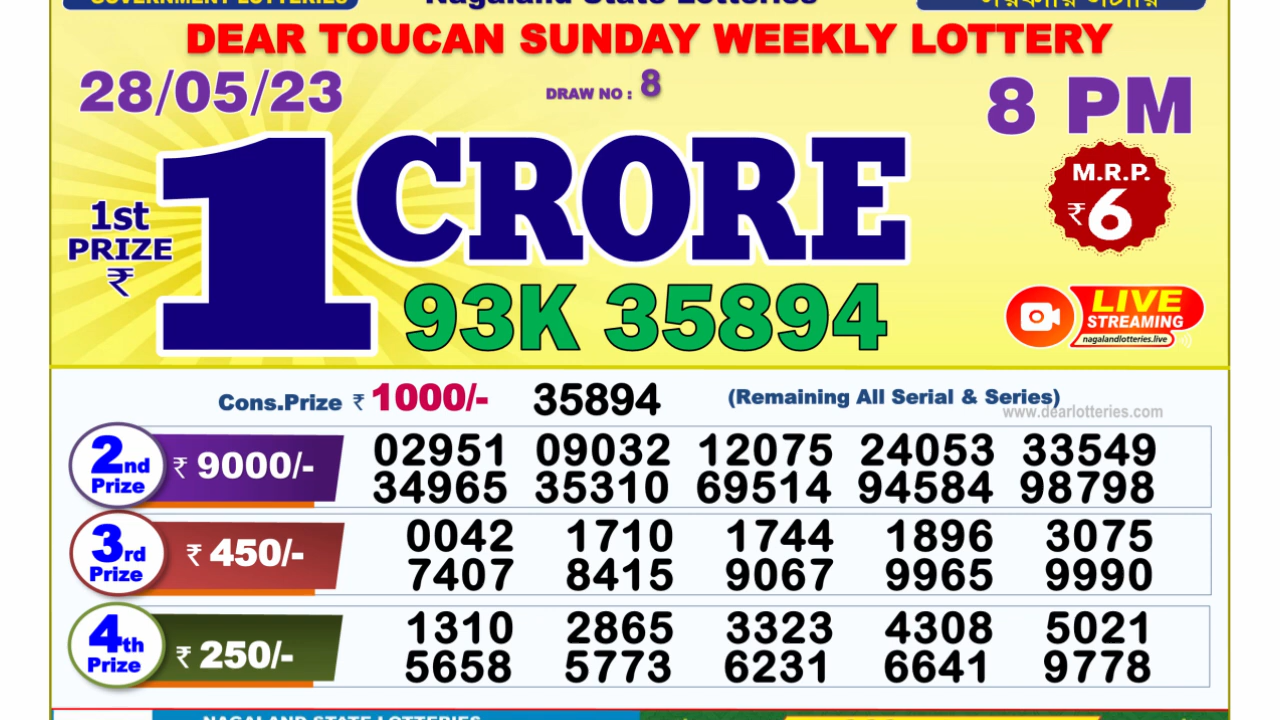 GOVERNMENT LOTTERIES Nagaland State Lotteries সরকারি লটারি
DEAR TOUCAN SUNDAY WEEKLY LOTTERY
28/05/23 DRAW NO : 8 8 PM
1st PRIZE ₹ 1 CRORE
M.R.P. ₹ 6
93K 35894
LIVE STREAMING
nagalandlotteries.live
Cons.Prize ₹ 1000/- 35894 (Remaining All Serial & Series)
www.dearlotteries.com
2nd Prize ₹ 9000/-
02951 09032 12075 24053 33549
34965 35310 69514 94584 98798
3rd Prize ₹ 450/-
0042 1710 1744 1896 3075
7407 8415 9067 9965 9990
4th Prize ₹ 250/-
1310 2865 3323 4308 5021
5658 5773 6231 6641 9778
NAGALAND STATE LOTTERIES